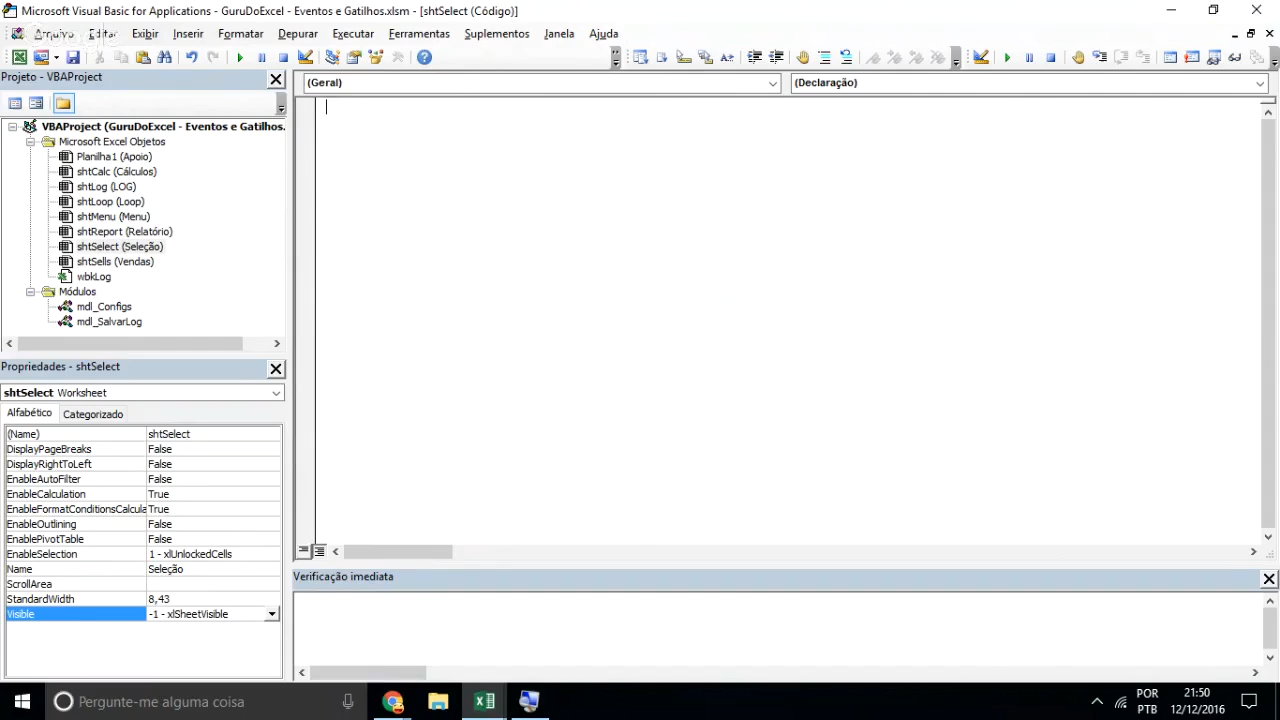 Microsoft Visual Basic for Applications - GuruDoExcel - Eventos e Gatilhos.xlsm - [shtSelect (Código)]
Arquivo Editar Exibir Inserir Formatar Depurar Executar Ferramentas Suplementos Janela Ajuda
Projeto - VBAProject
(Geral) (Declaração)
VBAProject (GuruDoExcel - Eventos e Gatilhos.
Microsoft Excel Objetos
Planilha1 (Apoio)
shtCalc (Cálculos)
shtLog (LOG)
shtLoop (Loop)
shtMenu (Menu)
shtReport (Relatório)
shtSelect (Seleção)
shtSells (Vendas)
wbkLog
Módulos
mdl_Configs
mdl_SalvarLog
Propriedades - shtSelect
shtSelect Worksheet
Alfabético Categorizado
(Name) shtSelect
DisplayPageBreaks False
DisplayRightToLeft False
EnableAutoFilter False
EnableCalculation True
EnableFormatConditionsCalcula True
EnableOutlining False
EnablePivotTable False
EnableSelection 1 - xlUnlockedCells
Name Seleção
ScrollArea
StandardWidth 8,43
Visible -1 - xlSheetVisible
Verificação imediata
Pergunte-me alguma coisa
POR 21:50
PTB 12/12/2016